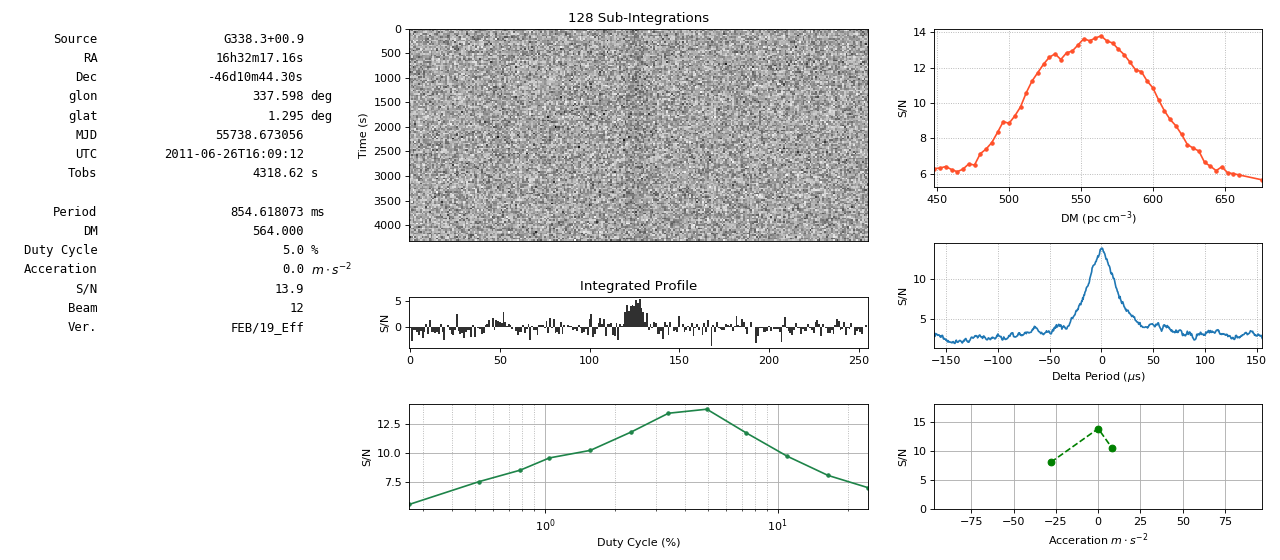 Source G338.3+00.9
RA 16h32m17.16s
Dec -46d10m44.30s
glon 337.598 deg
glat 1.295 deg
MJD 55738.673056
UTC 2011-06-26T16:09:12
Tobs 4318.62 s
Period 854.618073 ms
DM 564.000
Duty Cycle 5.0 %
Acceration 0.0 m · s⁻²
S/N 13.9
Beam 12
Ver. FEB/19_Eff
128 Sub-Integrations
0
500
1000
1500
2000
2500
3000
3500
4000
Time (s)
Integrated Profile
5
0
S/N
0 50 100 150 200 250
12.5
10.0
7.5
S/N
10⁰ 10¹
Duty Cycle (%)
14
12
10
8
6
S/N
450 500 550 600 650
DM (pc cm⁻³)
10
5
S/N
−150 −100 −50 0 50 100 150
Delta Period (μs)
15
10
5
0
S/N
−75 −50 −25 0 25 50 75
Acceration m · s⁻²